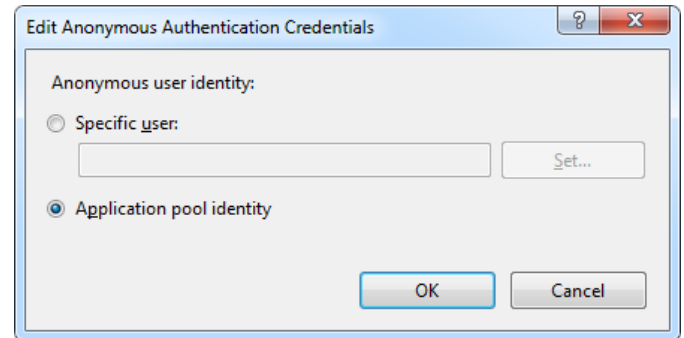 Edit Anonymous Authentication Credentials
Anonymous user identity:
Specific user:
Set...
Application pool identity
OK Cancel